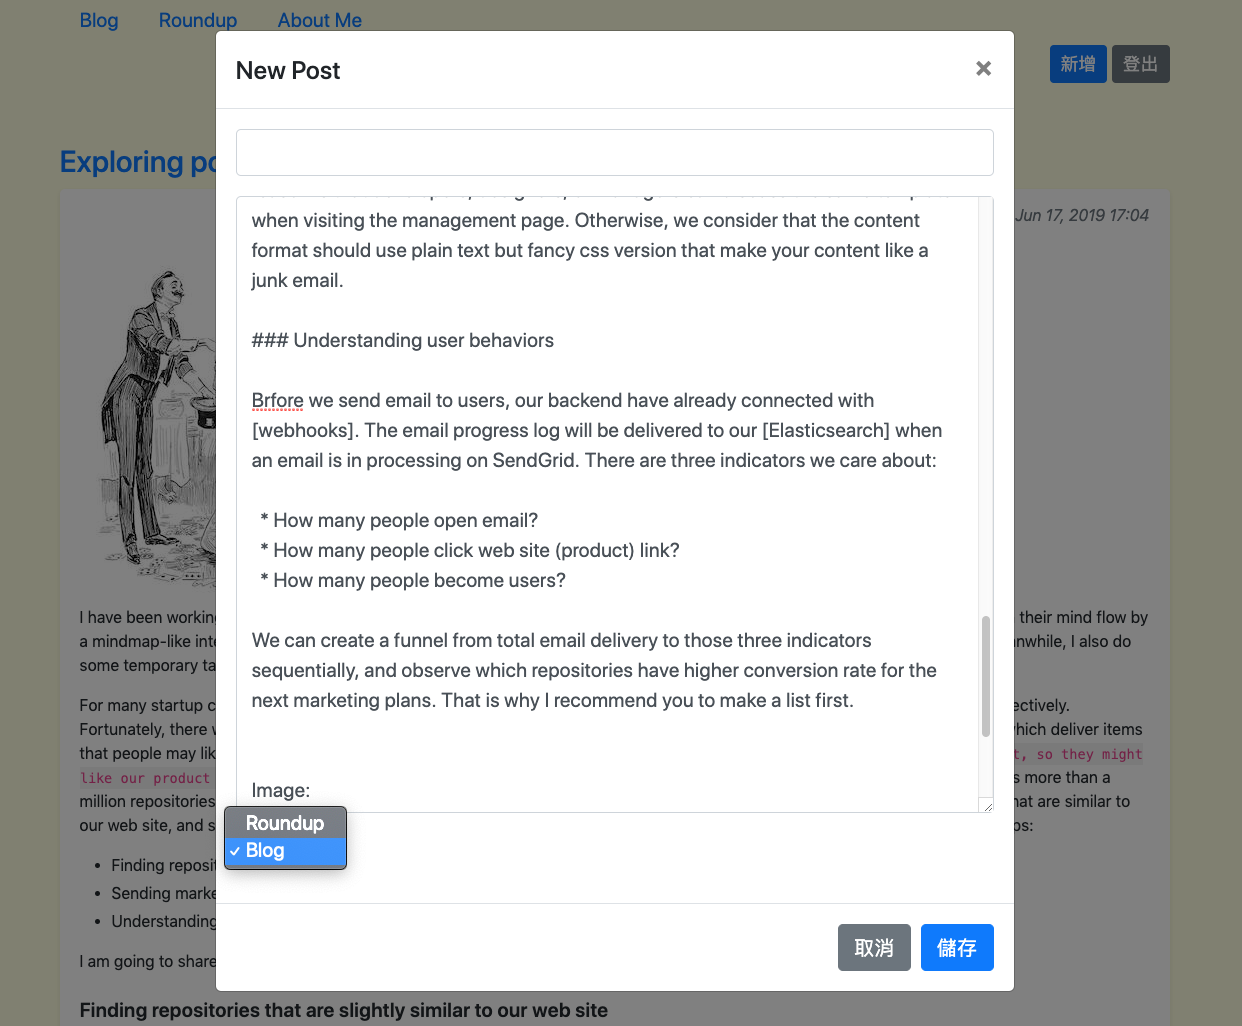 Blog Roundup About Me
New Post
×
新增 登出
Exploring po
Jun 17, 2019 17:04
when visiting the management page. Otherwise, we consider that the content
format should use plain text but fancy css version that make your content like a
junk email.
### Understanding user behaviors
Brfore we send email to users, our backend have already connected with
[webhooks]. The email progress log will be delivered to our [Elasticsearch] when
an email is in processing on SendGrid. There are three indicators we care about:
* How many people open email?
* How many people click web site (product) link?
* How many people become users?
We can create a funnel from total email delivery to those three indicators
sequentially, and observe which repositories have higher conversion rate for the
next marketing plans. That is why I recommend you to make a list first.
Image:
Roundup
✓ Blog
取消 儲存
I have been workin their mind flow by
a mindmap-like inte nwhile, I also do
some temporary ta
For many startup c ectively.
Fortunately, there w hich deliver items
that people may lik t, so they might
like our product s more than a
million repositories hat are similar to
our web site, and s ps:
• Finding reposit
• Sending marke
• Understanding
I am going to share
Finding repositories that are slightly similar to our web site